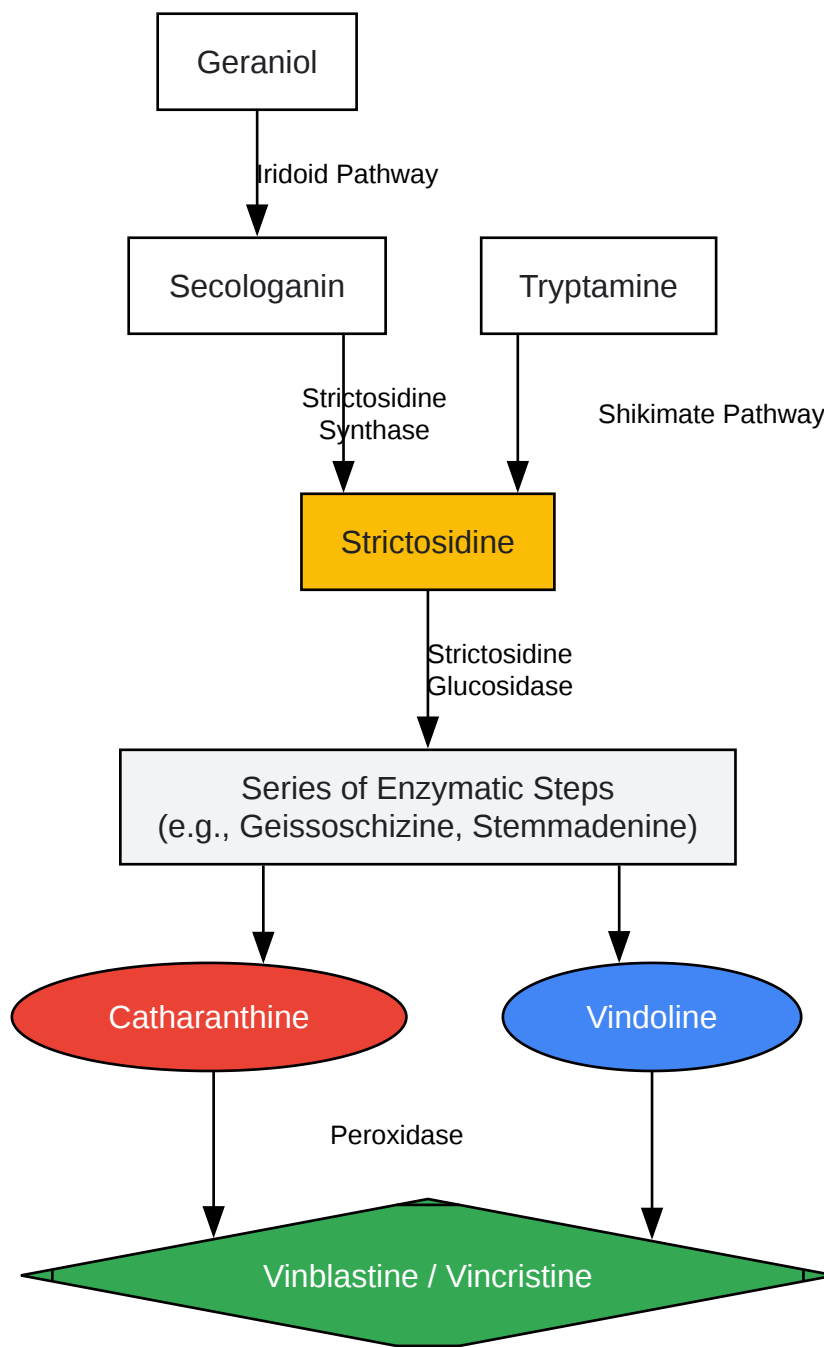 Geraniol
Iridoid Pathway
Secologanin
Tryptamine
Strictosidine
Synthase
Shikimate Pathway
Strictosidine
Strictosidine
Glucosidase
Series of Enzymatic Steps
(e.g., Geissoschizine, Stemmadenine)
Catharanthine
Vindoline
Peroxidase
Vinblastine / Vincristine